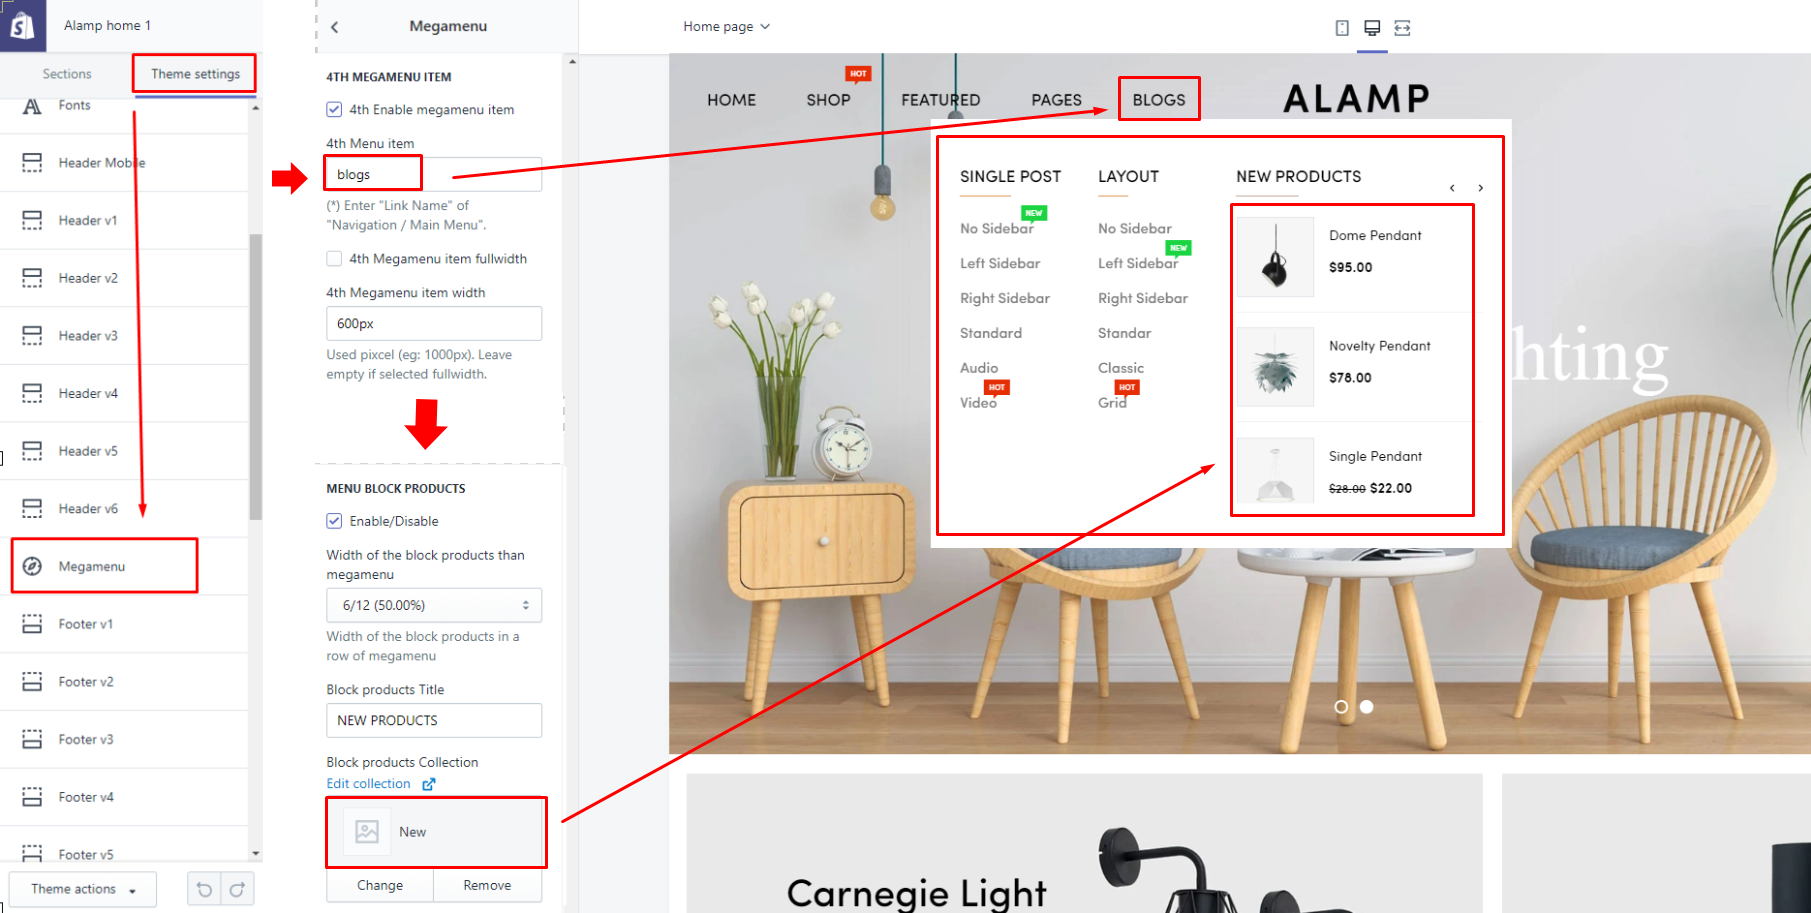 Alamp home 1
Sections
Theme settings
Fonts
Header Mobile
Header v1
Header v2
Header v3
Header v4
Header v5
Header v6
Megamenu
Footer v1
Footer v2
Footer v3
Footer v4
Footer v5
Theme actions
Megamenu
4TH MEGAMENU ITEM
4th Enable megamenu item
4th Menu item
blogs
(*) Enter "Link Name" of
"Navigation / Main Menu".
4th Megamenu item fullwidth
4th Megamenu item width
600px
Used pixcel (eg: 1000px). Leave
empty if selected fullwidth.
MENU BLOCK PRODUCTS
Enable/Disable
Width of the block products than
megamenu
6/12 (50.00%)
Width of the block products in a
row of megamenu
Block products Title
NEW PRODUCTS
Block products Collection
Edit collection
New
Change
Remove
Home page
HOT
HOME
SHOP
FEATURED
PAGES
BLOGS
ALAMP
SINGLE POST
NEW
No Sidebar
Left Sidebar
Right Sidebar
Standard
Audio
HOT
Video
LAYOUT
No Sidebar
NEW
Left Sidebar
Right Sidebar
Standar
Classic
HOT
Grid
NEW PRODUCTS
Dome Pendant
$95.00
Novelty Pendant
$78.00
Single Pendant
$28.00 $22.00
hting
Carnegie Light